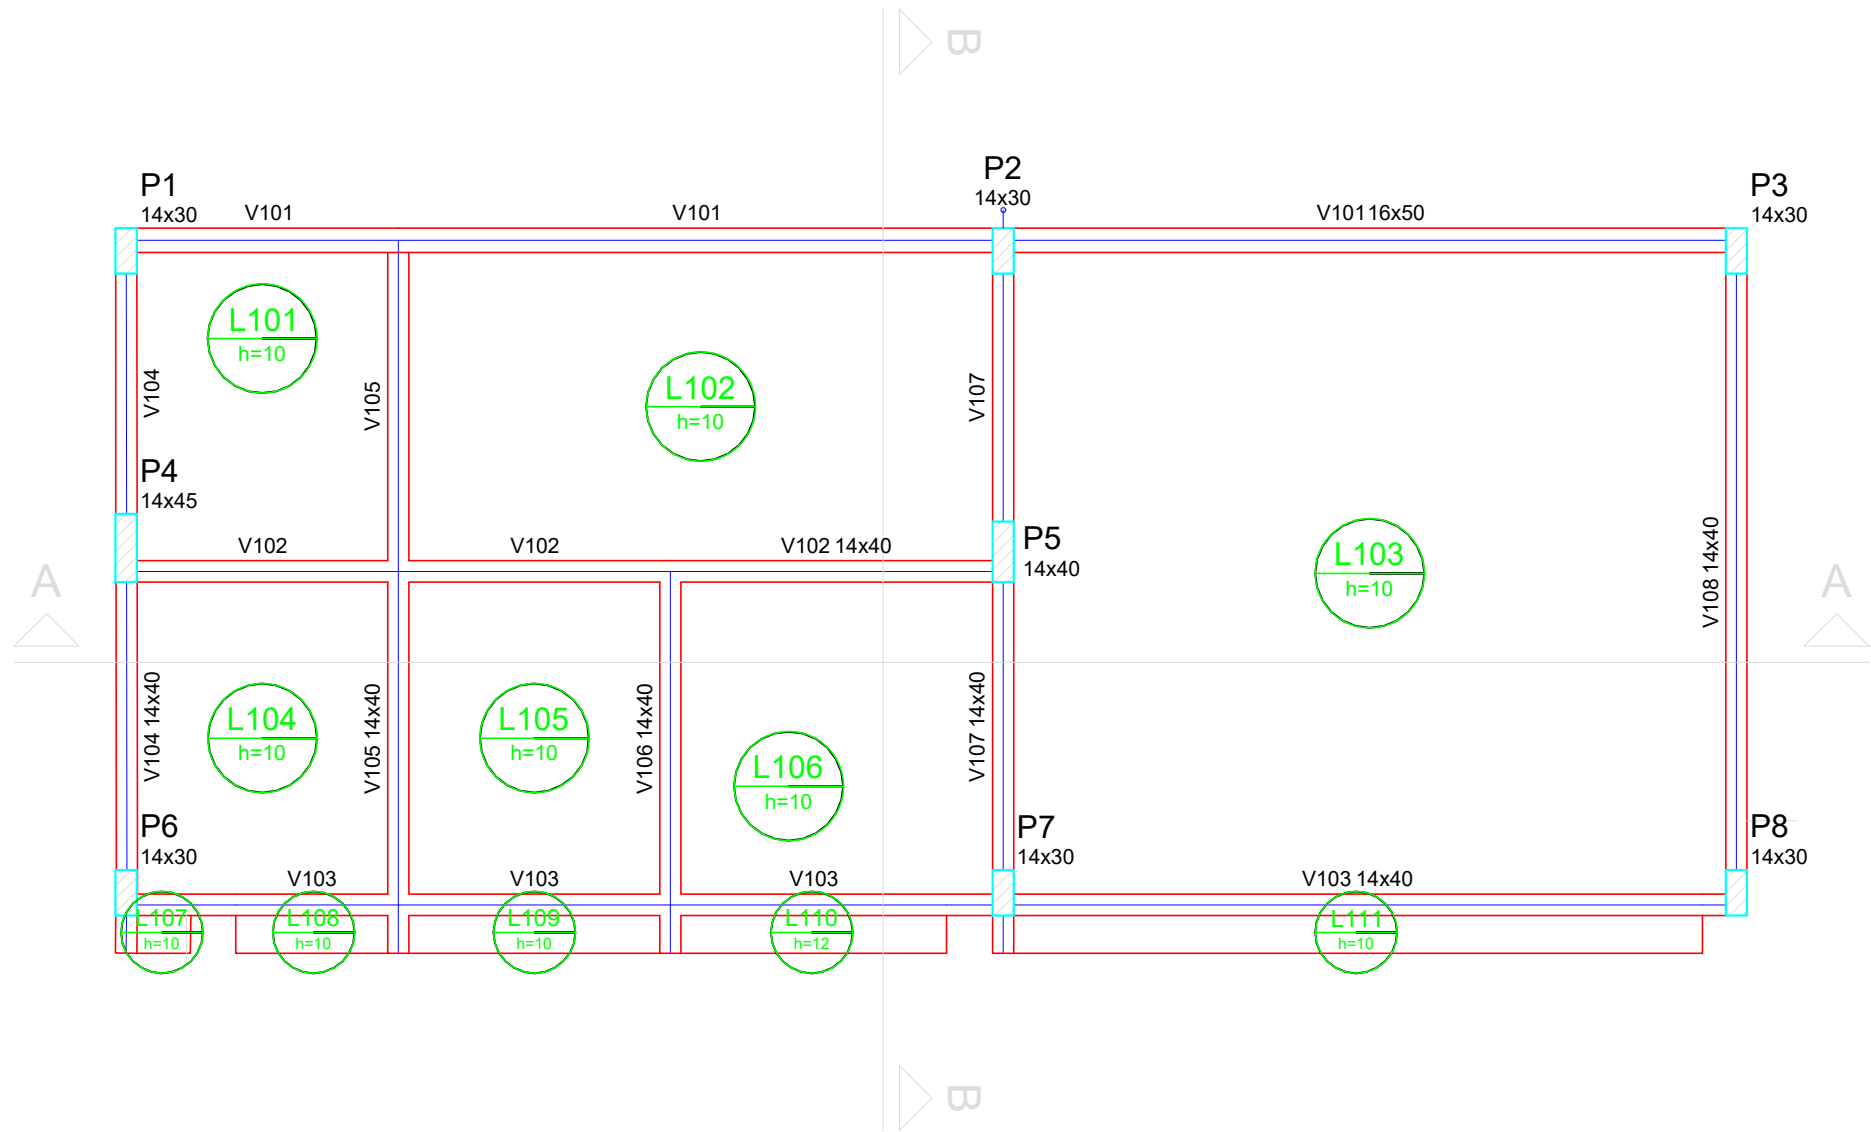 B
P1
14x30
V101
V101
P2
14x30
V101 16x50
P3
14x30
L101
h=10
V104
V105
L102
h=10
V107
P4
14x45
V102
V102
V102 14x40
P5
14x40
L103
h=10
V108 14x40
A
A
V104 14x40
L104
h=10
V105 14x40
L105
h=10
V106 14x40
L106
h=10
V107 14x40
P6
14x30
P7
14x30
P8
14x30
V103
V103
V103
V103 14x40
L107
h=10
L108
h=10
L109
h=10
L110
h=12
L111
h=10
B